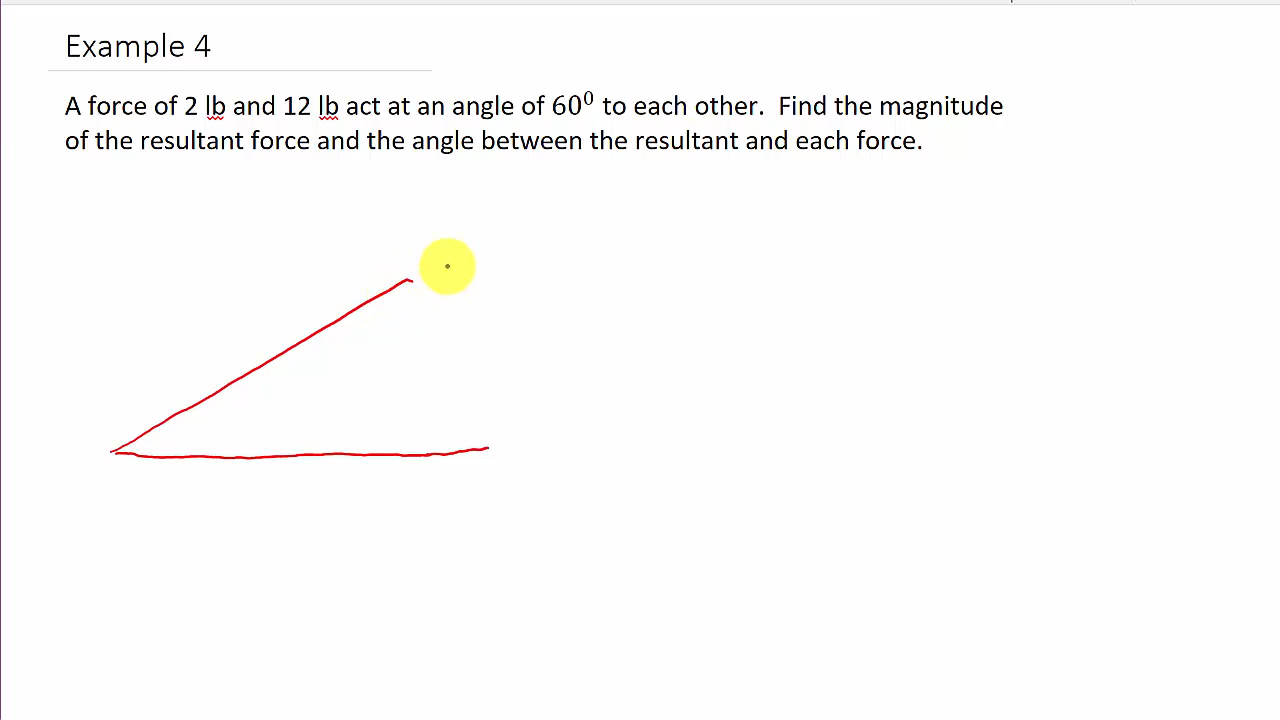 Example 4
A force of 2 lb and 12 lb act at an angle of 60⁰ to each other. Find the magnitude
of the resultant force and the angle between the resultant and each force.